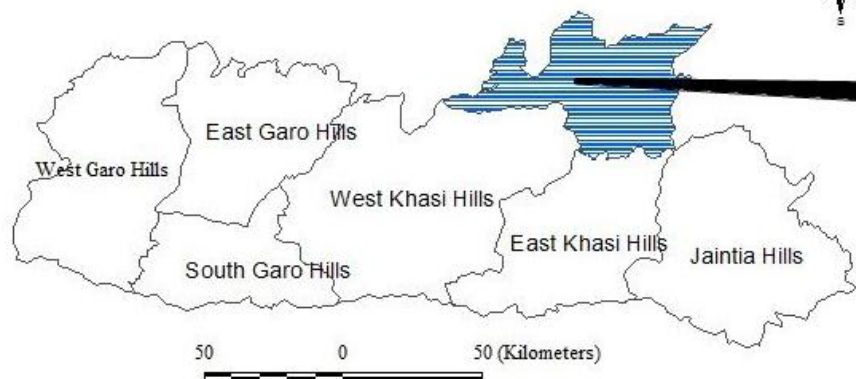 S
East Garo Hills
West Garo Hills
West Khasi Hills
East Khasi Hills
Jaintia Hills
South Garo Hills
50 0 50 (Kilometers)